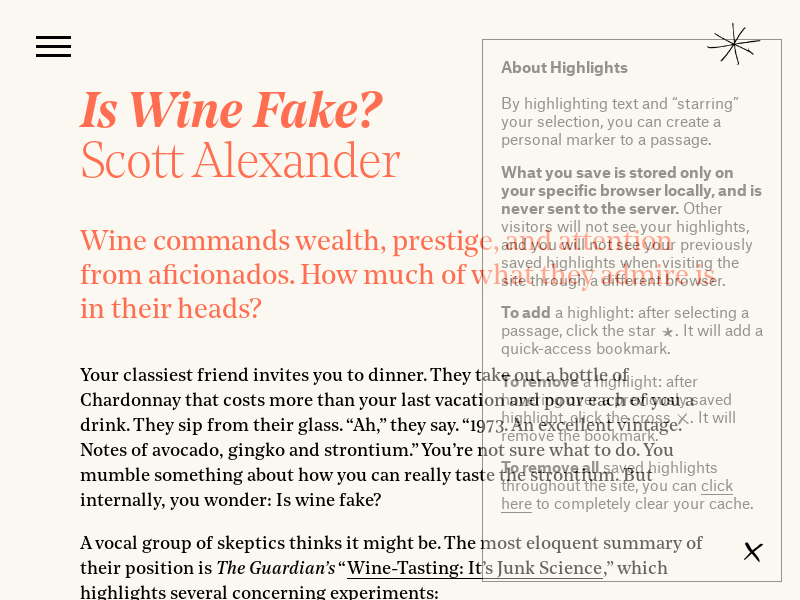 Is Wine Fake?
Scott Alexander
Wine commands wealth, prestige, and attention
from aficionados. How much of what they admire is
in their heads?
Your classiest friend invites you to dinner. They take out a bottle of
Chardonnay that costs more than your last vacation and pour each of you a
drink. They sip from their glass. “Ah,” they say. “1973. An excellent vintage.
Notes of avocado, gingko and strontium.” You’re not sure what to do. You
mumble something about how you can really taste the strontium. But
internally, you wonder: Is wine fake?
A vocal group of skeptics thinks it might be. The most eloquent summary of
their position is The Guardian’s “Wine-Tasting: It’s Junk Science,” which
highlights several concerning experiments:
About Highlights
By highlighting text and “starring”
your selection, you can create a
personal marker to a passage.
What you save is stored only on
your specific browser locally, and is
never sent to the server. Other
visitors will not see your highlights,
and you will not see your previously
saved highlights when visiting the
site through a different browser.
To add a highlight: after selecting a
passage, click the star ★. It will add a
quick-access bookmark.
To remove a highlight: after
hovering over a previously saved
highlight, click the cross ×. It will
remove the bookmark.
To remove all saved highlights
throughout the site, you can click
here to completely clear your cache.